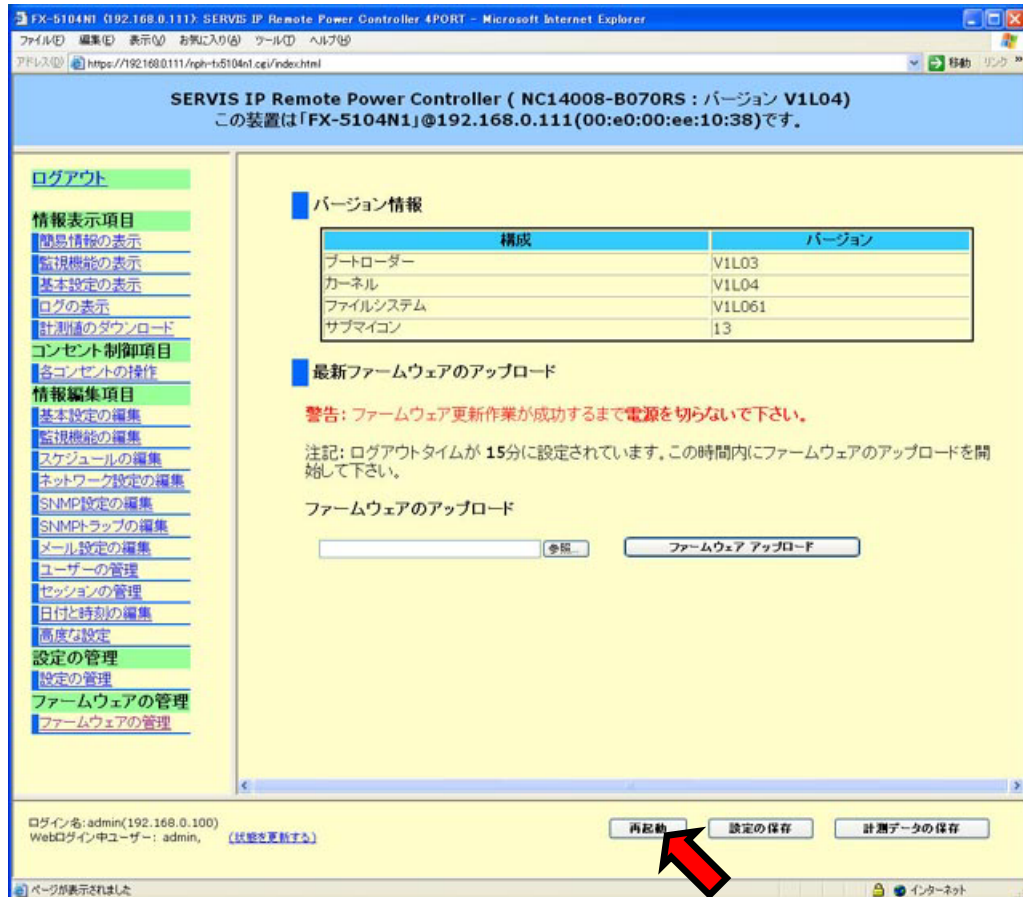 FX-5104N1 (192.168.0.111): SERVIS IP Remote Power Controller 4PORT - Microsoft Internet Explorer
ファイル(F) 編集(E) 表示(V) お気に入り(A) ツール(T) ヘルプ(H)
アドレス(D) https://192.168.0.111/nph-fx5104n1.cgi/index.html 移動 リンク »
SERVIS IP Remote Power Controller ( NC14008-B070RS : バージョン V1L04)
この装置は「FX-5104N1」@192.168.0.111(00:e0:00:ee:10:38)です.
ログアウト
情報表示項目
簡易情報の表示
監視機能の表示
基本設定の表示
ログの表示
計測値のダウンロード
コンセント制御項目
各コンセントの操作
情報編集項目
基本設定の編集
監視機能の編集
スケジュールの編集
ネットワーク設定の編集
SNMP設定の編集
SNMPトラップの編集
メール設定の編集
ユーザーの管理
セッションの管理
日付と時刻の編集
高度な設定
設定の管理
設定の管理
ファームウェアの管理
ファームウェアの管理
バージョン情報
構成 バージョン
ブートローダー V1L03
カーネル V1L04
ファイルシステム V1L061
サブマイコン 13
最新ファームウェアのアップロード
警告: ファームウェア更新作業が成功するまで電源を切らないで下さい.
注記: ログアウトタイムが 15分に設定されています. この時間内にファームウェアのアップロードを開
始して下さい.
ファームウェアのアップロード
参照... ファームウェア アップロード
ログイン名:admin(192.168.0.100)
Webログイン中ユーザー: admin, (状態を更新する)
再起動 設定の保存 計測データの保存
ページが表示されました インターネット